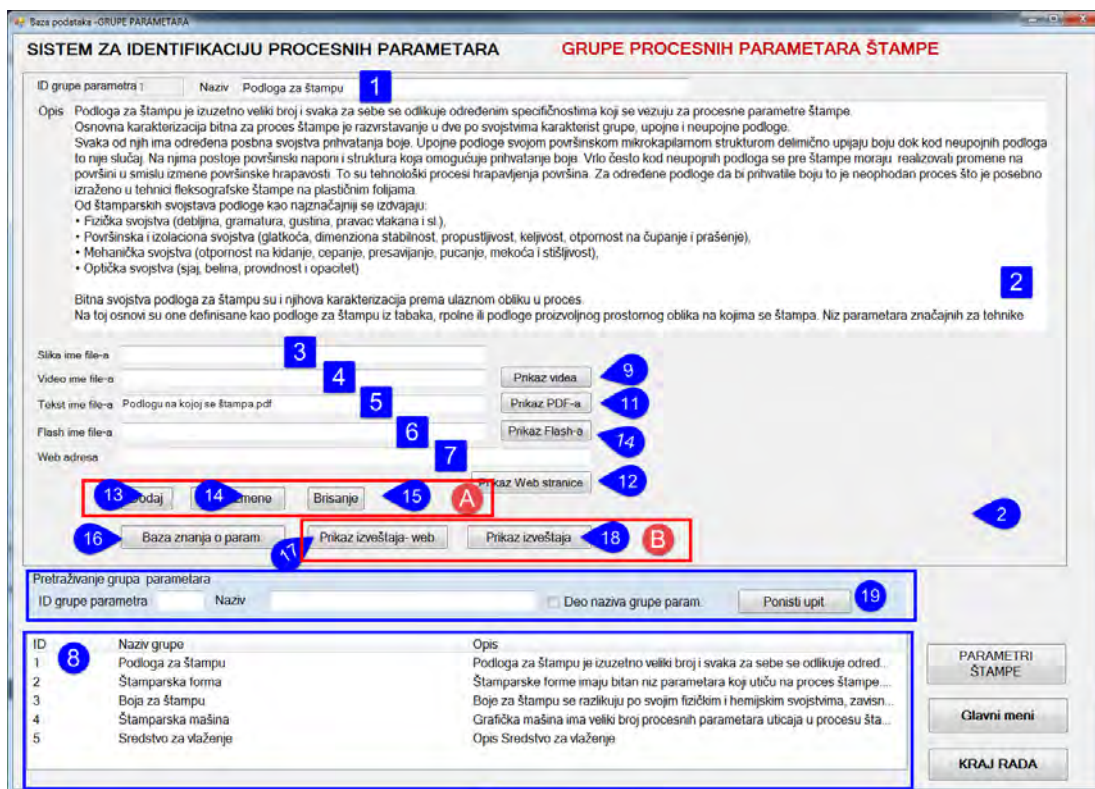 Baza podataka -GRUPE PARAMETARA
SISTEM ZA IDENTIFIKACIJU PROCESNIH PARAMETARA GRUPE PROCESNIH PARAMETARA ŠTAMPE
ID grupe parametra 1 Naziv Podloga za štampu 1
Opis Podloga za štampu je izuzetno veliki broj i svaka za sebe se odlikuje određenim specifičnostima koji se vezuju za procesne parametre štampe.
Osnovna karakterizacija bitna za proces štampe je razvrstavanje u dve po svojstvima karakterist grupe, upojne i neupojne podloge.
Svaka od njih ima određena posbna svojstva prihvatanja boje. Upojne podloge svojom površinskom mikrokapilarnom strukturom delimično upijaju boju dok kod neupojnih podloga
to nije slučaj. Na njima postoje površinski naponi i struktura koja omogućuje prihvatanje boje. Vrlo često kod neupojnih podloga se pre štampe moraju realizovati promene na
površini u smislu izmene površinske hrapavosti. To su tehnološki procesi hrapavljenja površina. Za određene podloge da bi prihvatile boju to je neophodan proces što je posebno
izraženo u tehnici fleksografske štampe na plastičnim folijama.
Od štamparskih svojstava podloge kao najznačajniji se izdvajaju:
• Fizička svojstva (debljina, gramatura, gustina, pravac vlakana i sl.),
• Površinska i izolaciona svojstva (glatkoća, dimenziona stabilnost, propustljivost, keljivost, otpornost na čupanje i prašenje),
• Mehanička svojstva (otpornost na kidanje, cepanje, presavijanje, pucanje, mekoća i stišljivost),
• Optička svojstva (sjaj, belina, providnost i opacitet)
2
Bitna svojstva podloga za štampu su i njihova karakterizacija prema ulaznom obliku u proces.
Na toj osnovi su one definisane kao podloge za štampu iz tabaka, rpolne ili podloge proizvoljnog prostornog oblika na kojima se štampa. Niz parametara značajnih za tehnike
Slika ime file-a 3
Video ime file-a 4 Prikaz videa 9
Tekst ime file-a Podlogu na kojoj se štampa.pdf 5 Prikaz PDF-a 11
Flash ime file-a 6 Prikaz Flash-a 14
Web adresa 7
Prikaz Web stranice 12
13 Dodaj 14 mene Brisanje 15 A
2
16 Baza znanja o param. 17 Prikaz izveštaja- web Prikaz izveštaja 18 B
Pretraživanje grupa parametara
ID grupe parametra Naziv Deo naziva grupe param. Ponisti upit 19
ID Naziv grupe Opis
8
1 Podloga za štampu Podloga za štampu je izuzetno veliki broj i svaka za sebe se odlikuje odred...
2 Štamparska forma Štamparske forme imaju bitan niz parametara koji utiču na proces štampe....
3 Boja za štampu Boje za štampu se razlikuju po svojim fizičkim i hemijskim svojstvima, zavisn...
4 Štamparska mašina Grafička mašina ima veliki broj procesnih parametara uticaja u procesu šta...
5 Sredstvo za vlaženje Opis Sredstvo za vlaženje
PARAMETRI
ŠTAMPE
Glavni meni
KRAJ RADA